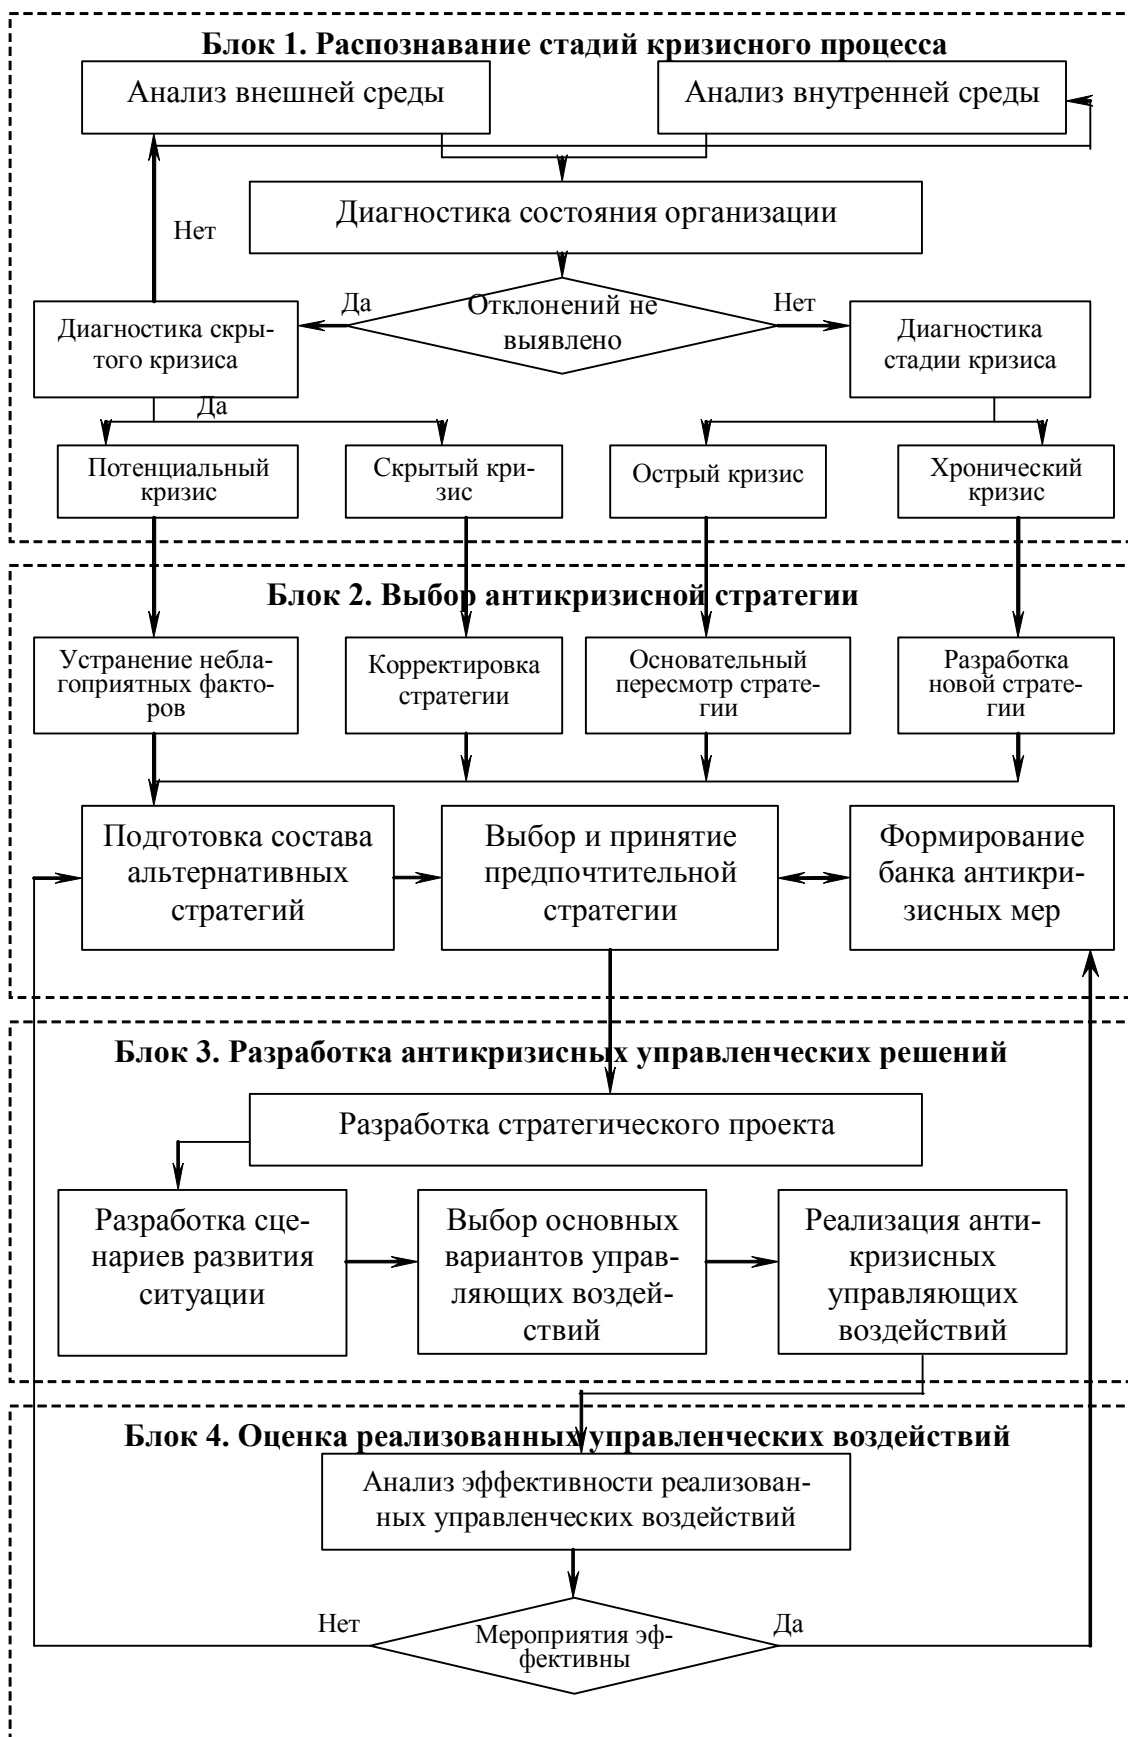 Блок 1. Распознавание стадий кризисного процесса
Анализ внешней среды
Анализ внутренней среды
Диагностика состояния организации
Нет
Да
Отклонений не
выявлено
Нет
Диагностика скры-
того кризиса
Диагностика
стадии кризиса
Да
Потенциальный
кризис
Скрытый кри-
зис
Острый кризис
Хронический
кризис
Блок 2. Выбор антикризисной стратегии
Устранение небла-
гоприятных факто-
ров
Корректировка
стратегии
Основательный
пересмотр страте-
гии
Разработка
новой страте-
гии
Подготовка состава
альтернативных
стратегий
Выбор и принятие
предпочтительной
стратегии
Формирование
банка антикри-
зисных мер
Блок 3. Разработка антикризисных управленческих решений
Разработка стратегического проекта
Разработка сце-
нариев развития
ситуации
Выбор основных
вариантов управ-
ляющих воздей-
ствий
Реализация анти-
кризисных
управляющих
воздействий
Блок 4. Оценка реализованных управленческих воздействий
Анализ эффективности реализован-
ных управленческих воздействий
Нет
Мероприятия эф-
фективны
Да